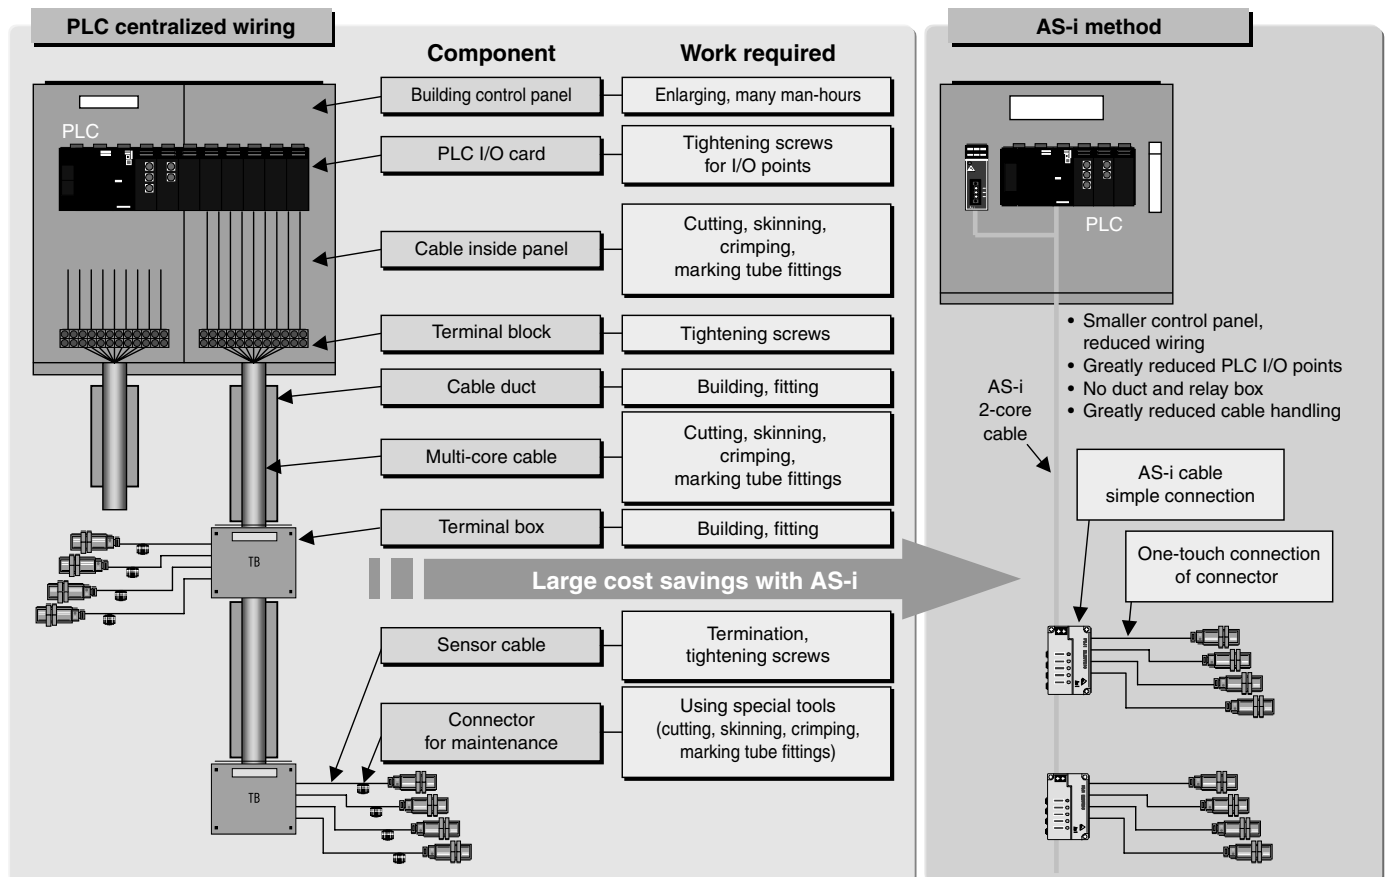 PLC centralized wiring
Component
Work required
PLC
Building control panel
Enlarging, many man-hours
PLC I/O card
Tightening screws
for I/O points
Cable inside panel
Cutting, skinning,
crimping,
marking tube fittings
Terminal block
Tightening screws
Cable duct
Building, fitting
Multi-core cable
Cutting, skinning,
crimping,
marking tube fittings
Terminal box
Building, fitting
TB
Large cost savings with AS-i
Sensor cable
Termination,
tightening screws
Connector
for maintenance
Using special tools
(cutting, skinning, crimping,
marking tube fittings)
TB
AS-i method
PLC
• Smaller control panel,
reduced wiring
• Greatly reduced PLC I/O points
• No duct and relay box
• Greatly reduced cable handling
AS-i
2-core
cable
AS-i cable
simple connection
One-touch connection
of connector